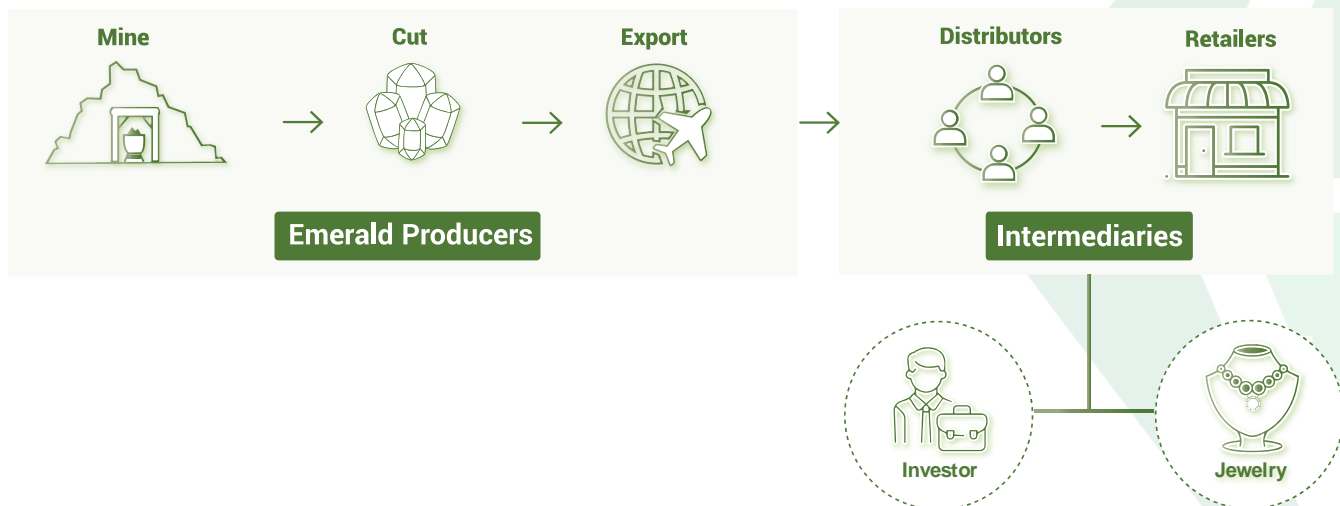 Mine
Cut
Export
Distributors
Retailers
Emerald Producers
Intermediaries
Investor
Jewelry